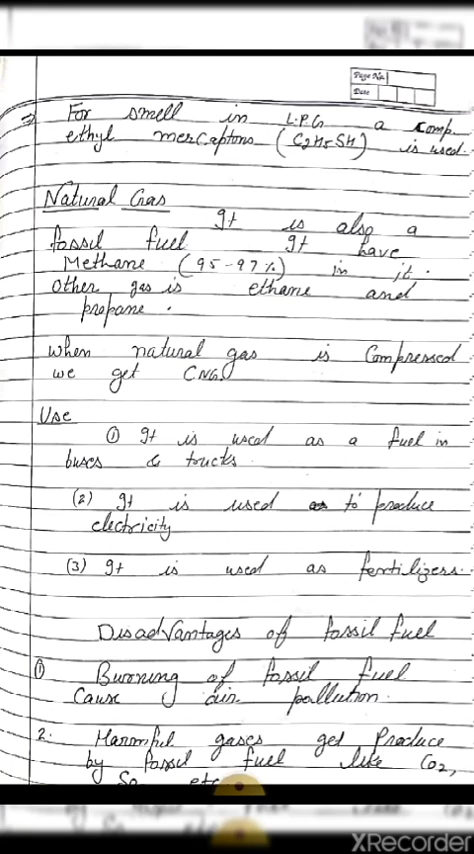 Page No.
Date
⇒ For smell in L.P.G a comp.
ethyl mercaptons (C2H5SH) is used.
Natural Gas
It is also a
fossil fuel It have
Methane (95-97%) in it.
Other gas is ethane and
propane.
when natural gas is Compressed
we get CNG.
Use
① It is used as a fuel in
buses & trucks.
(2) It is used as to produce
electricity
(3) It is used as fertilizers.
Disadvantages of fossil fuel
① Burning of fossil fuel
Cause air pollution.
2. Harmful gases get Produce
by fossil fuel like CO2,
So etc
XRecorder